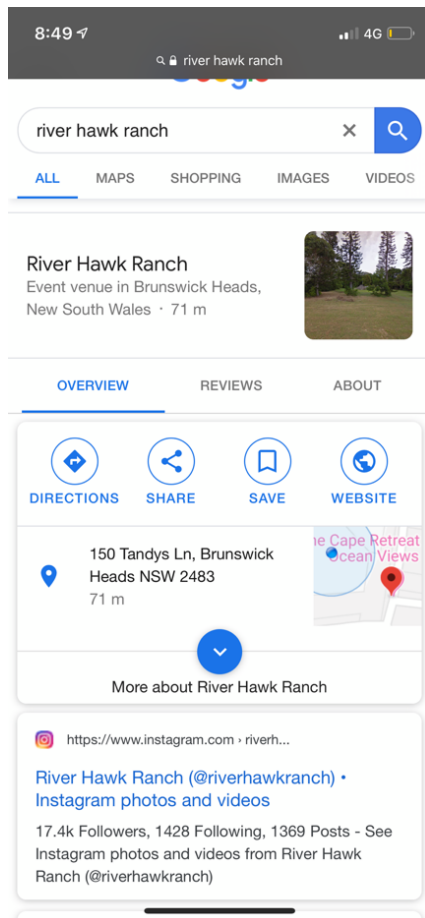 8:49
4G
river hawk ranch
river hawk ranch
ALL MAPS SHOPPING IMAGES VIDEOS
River Hawk Ranch
Event venue in Brunswick Heads,
New South Wales · 71 m
OVERVIEW REVIEWS ABOUT
DIRECTIONS SHARE SAVE WEBSITE
150 Tandys Ln, Brunswick
Heads NSW 2483
71 m
e Cape Retreat
Ocean Views
More about River Hawk Ranch
https://www.instagram.com › riverh...
River Hawk Ranch (@riverhawkranch) •
Instagram photos and videos
17.4k Followers, 1428 Following, 1369 Posts - See
Instagram photos and videos from River Hawk
Ranch (@riverhawkranch)